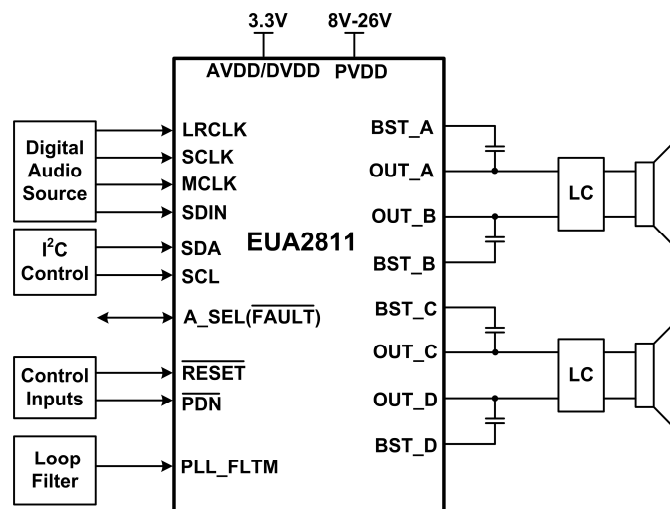 3.3V
8V-26V
AVDD/DVDD
PVDD
Digital
Audio
Source
LRCLK
SCLK
MCLK
SDIN
I²C
Control
SDA
SCL
A_SEL(FAULT)
Control
Inputs
RESET
PDN
Loop
Filter
PLL_FLTM
EUA2811
BST_A
OUT_A
OUT_B
BST_B
LC
BST_C
OUT_C
OUT_D
BST_D
LC